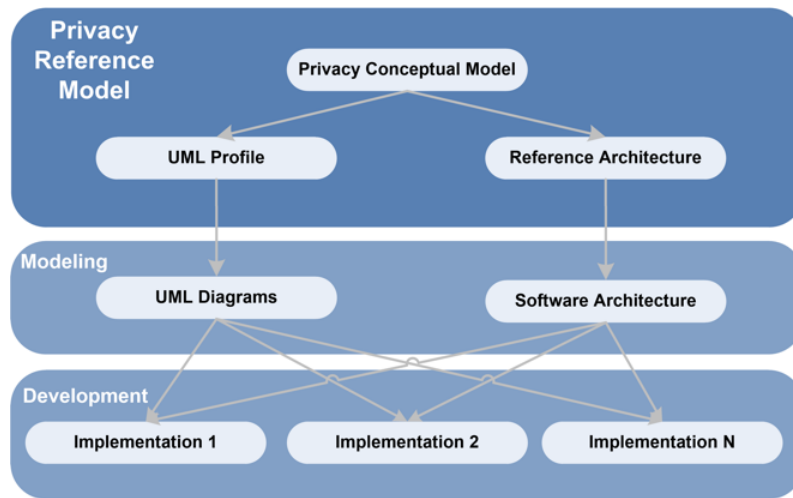 Privacy
Reference
Model
Privacy Conceptual Model
UML Profile
Reference Architecture
Modeling
UML Diagrams
Software Architecture
Development
Implementation 1
Implementation 2
Implementation N